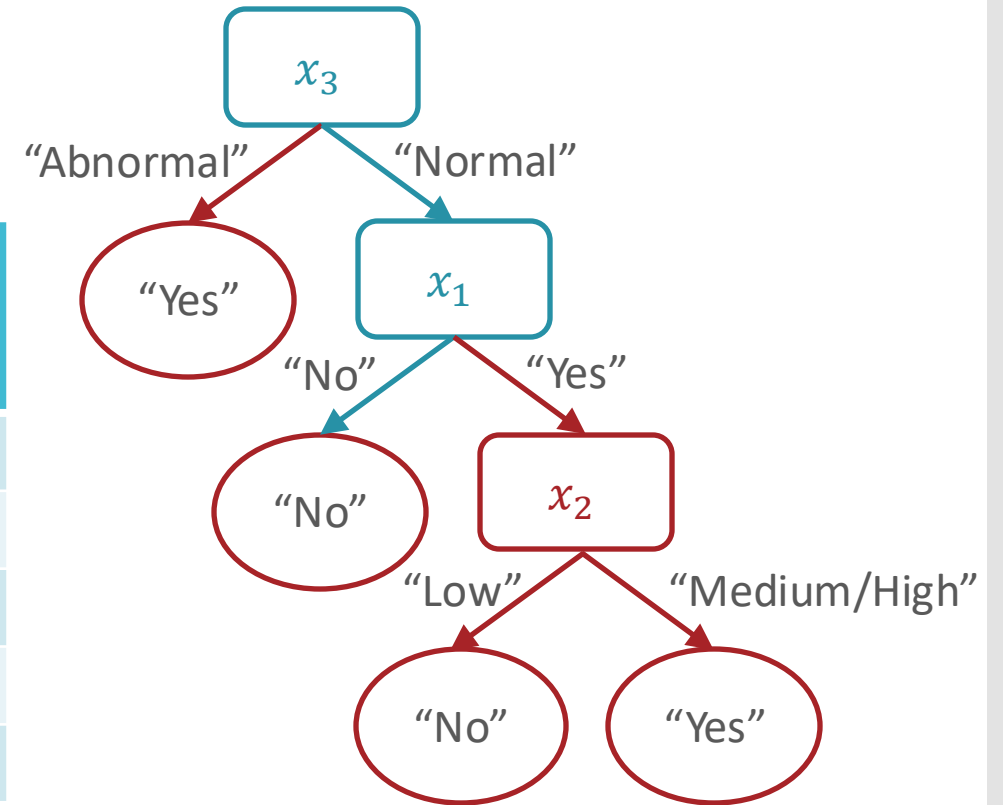 x₃
“Abnormal” “Normal”
“Yes” x₁
“No” “Yes”
“No” x₂
“Low” “Medium/High”
“No” “Yes”